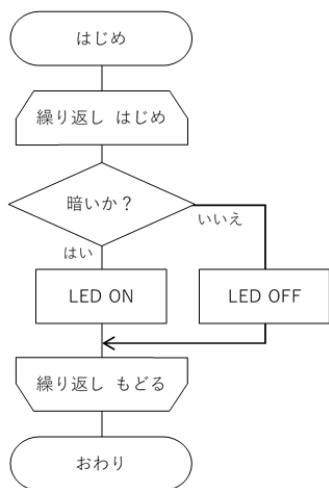 はじめ
繰り返し はじめ
暗いか？
いいえ
はい
LED ON
LED OFF
繰り返し もどる
おわり